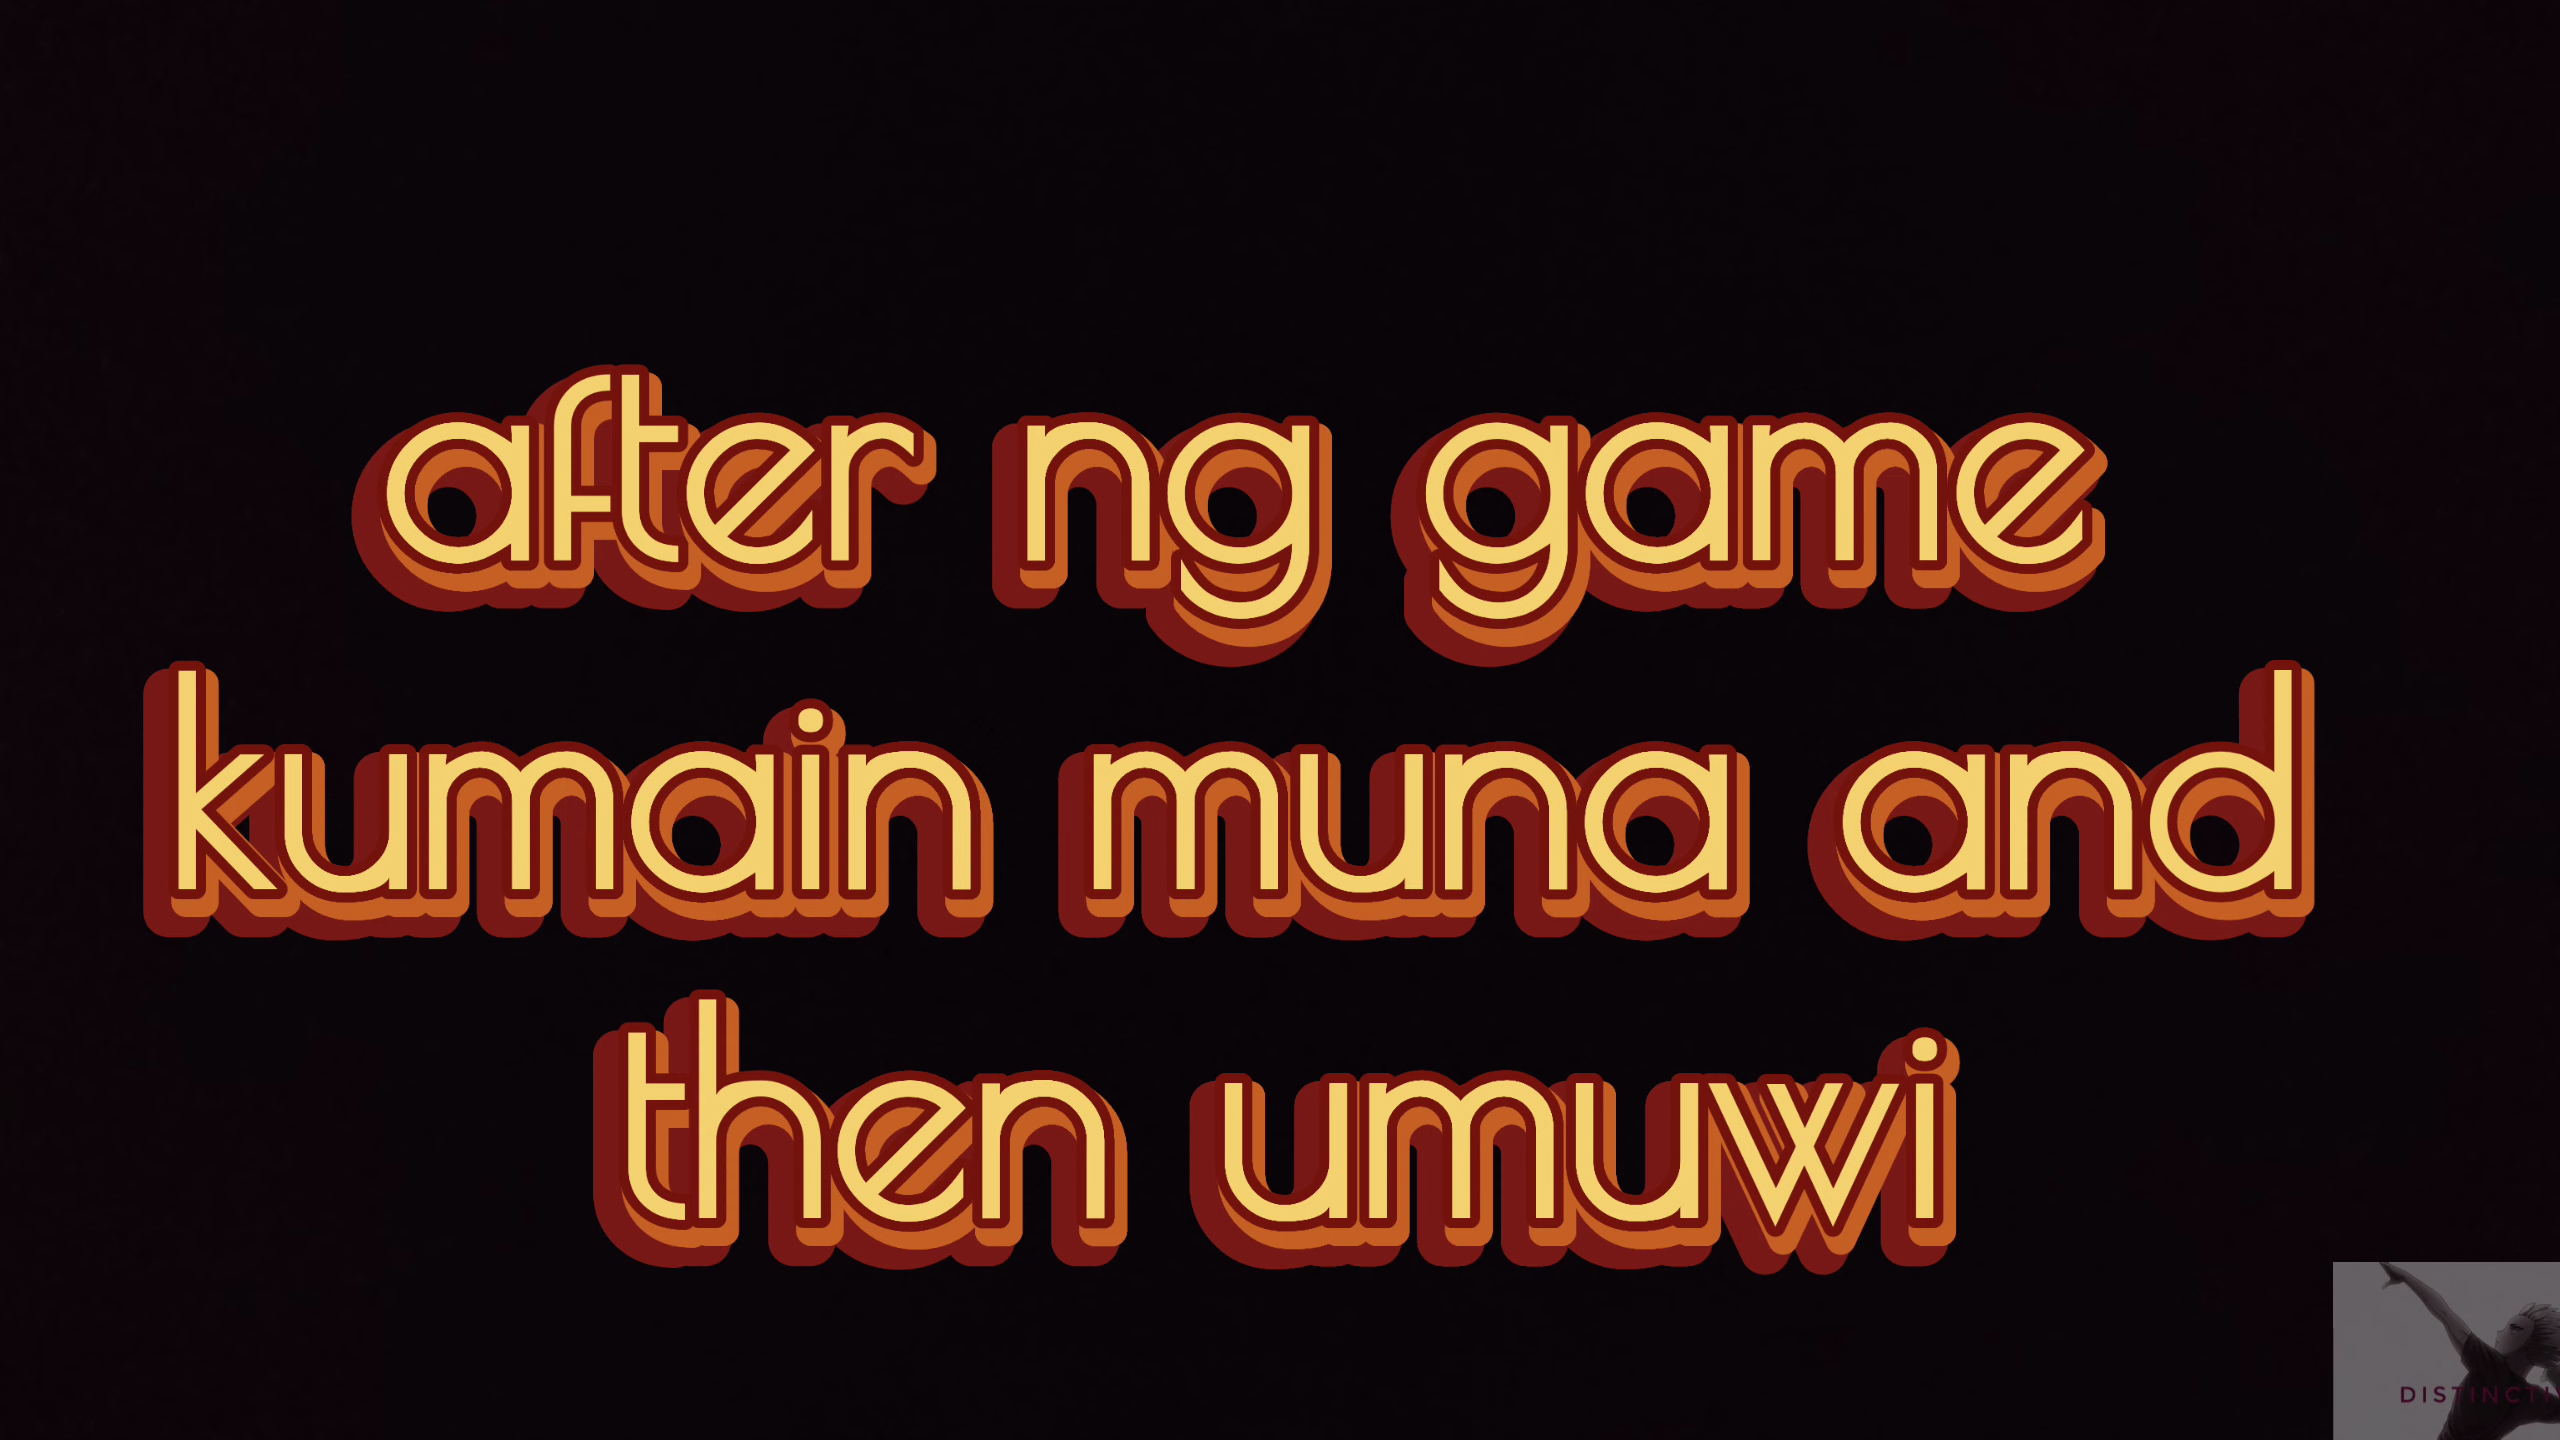 after ng game
kumain muna and
then umuwi